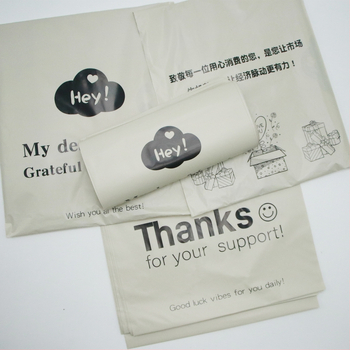 Hey!
My de
Grateful
Wish you all the best!
致敬每一位用心消费的您，是您让市场
让经济脉动更有力！
Hey!
Thanks
for your support!
Good luck vibes for you daily!